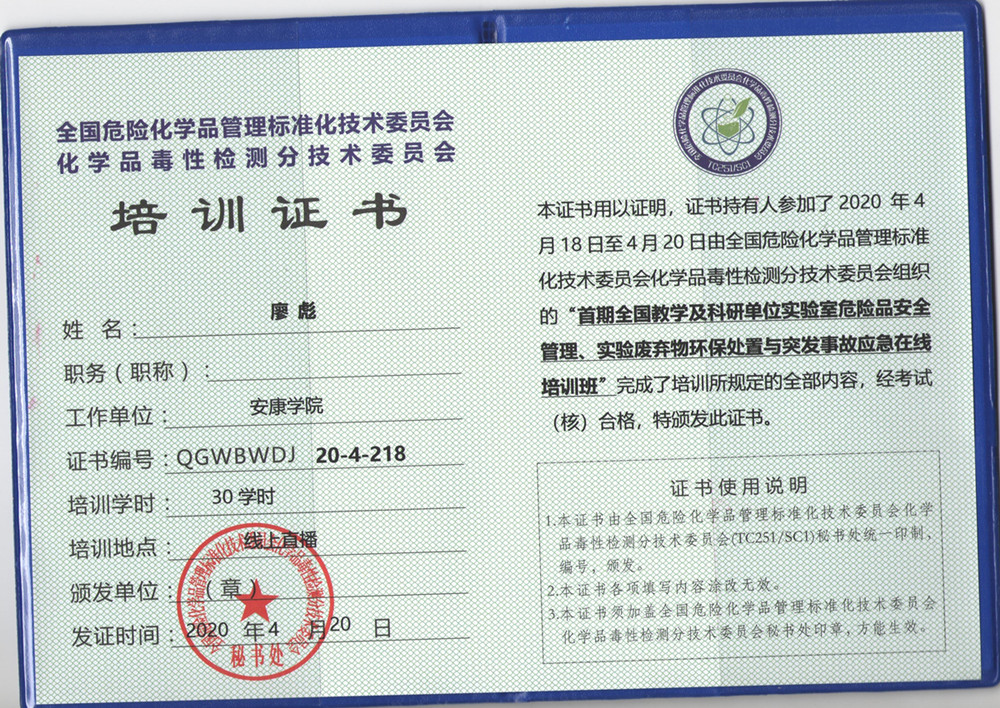 全国危险化学品管理标准化技术委员会
化学品毒性检测分技术委员会
培训证书
姓 名：廖彪
职务（职称）：
工作单位：安康学院
证书编号：QGWBWDJ 20-4-218
培训学时：30学时
培训地点：线上直播
颁发单位：（章）
发证时间：2020 年4 月20 日
秘书处
TC251/SC1
本证书用以证明，证书持有人参加了2020 年4
月18日至4月20日由全国危险化学品管理标准
化技术委员会化学品毒性检测分技术委员会组织
的“首期全国教学及科研单位实验室危险品安全
管理、实验废弃物环保处置与突发事故应急在线
培训班”完成了培训所规定的全部内容，经考试
（核）合格，特颁发此证书。
证书使用说明
1.本证书由全国危险化学品管理标准化技术委员会化学
品毒性检测分技术委员会(TC251/SC1)秘书处统一印制，
编号，颁发。
2.本证书各项填写内容涂改无效。
3.本证书须加盖全国危险化学品管理标准化技术委员会
化学品毒性检测分技术委员会秘书处印章，方能生效。